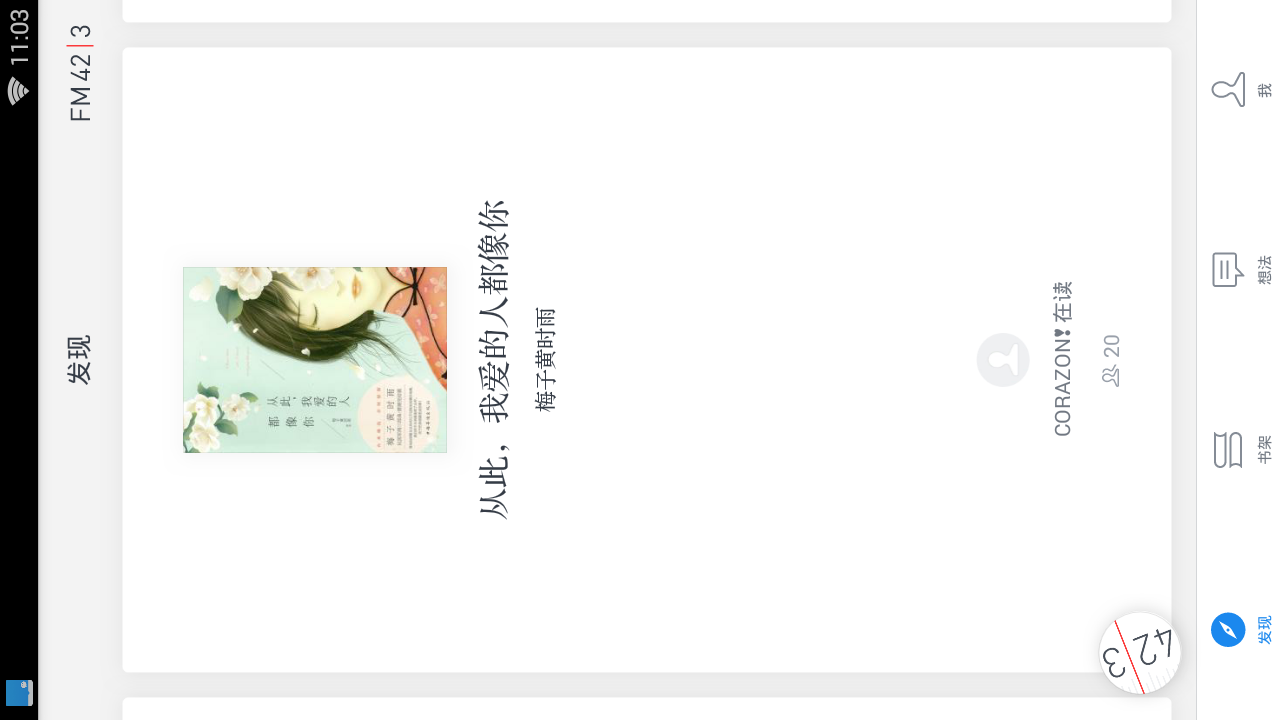 11:03
发现
FM 42|3
从此，我爱的人
都像你
梅子黄时雨
从此，我爱的人都像你
梅子黄时雨
CORAZON❣ 在读
20
42|3
发现
书架
想法
我